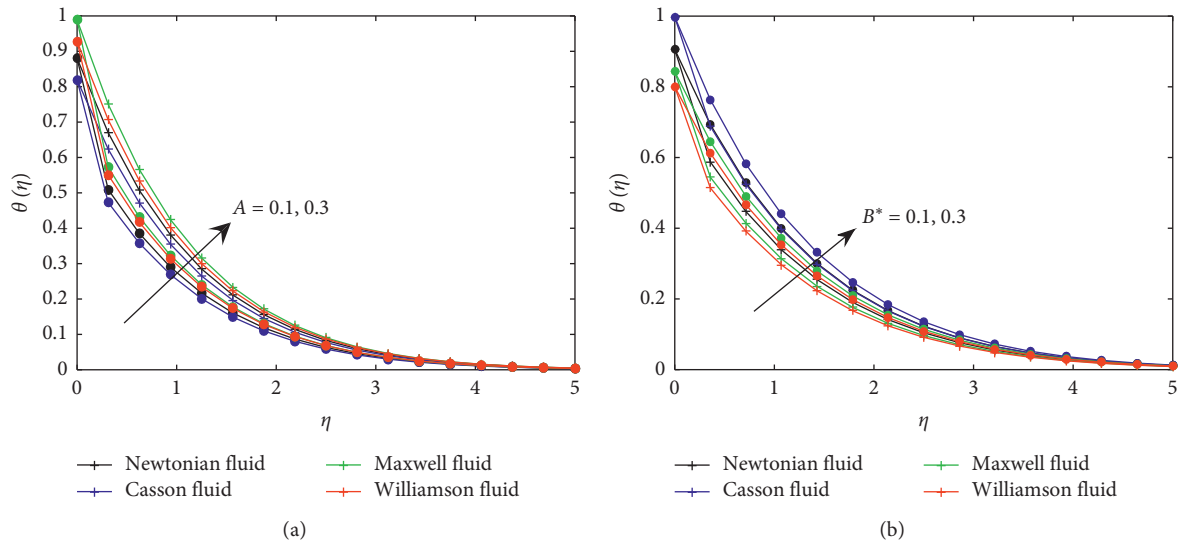 1
0.9
0.8
0.7
0.6
0.5
0.4
0.3
0.2
0.1
0
θ (η)
A = 0.1, 0.3
0 1 2 3 4 5
η
Newtonian fluid
Casson fluid
Maxwell fluid
Williamson fluid
(a)
1
0.8
0.6
0.4
0.2
0
θ (η)
B* = 0.1, 0.3
0 1 2 3 4 5
η
Newtonian fluid
Casson fluid
Maxwell fluid
Williamson fluid
(b)